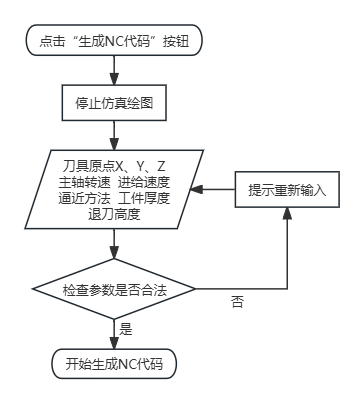 点击“生成NC代码”按钮
停止仿真绘图
刀具原点X、Y、Z
主轴转速 进给速度
逼近方法 工件厚度
退刀高度
提示重新输入
检查参数是否合法
否
是
开始生成NC代码